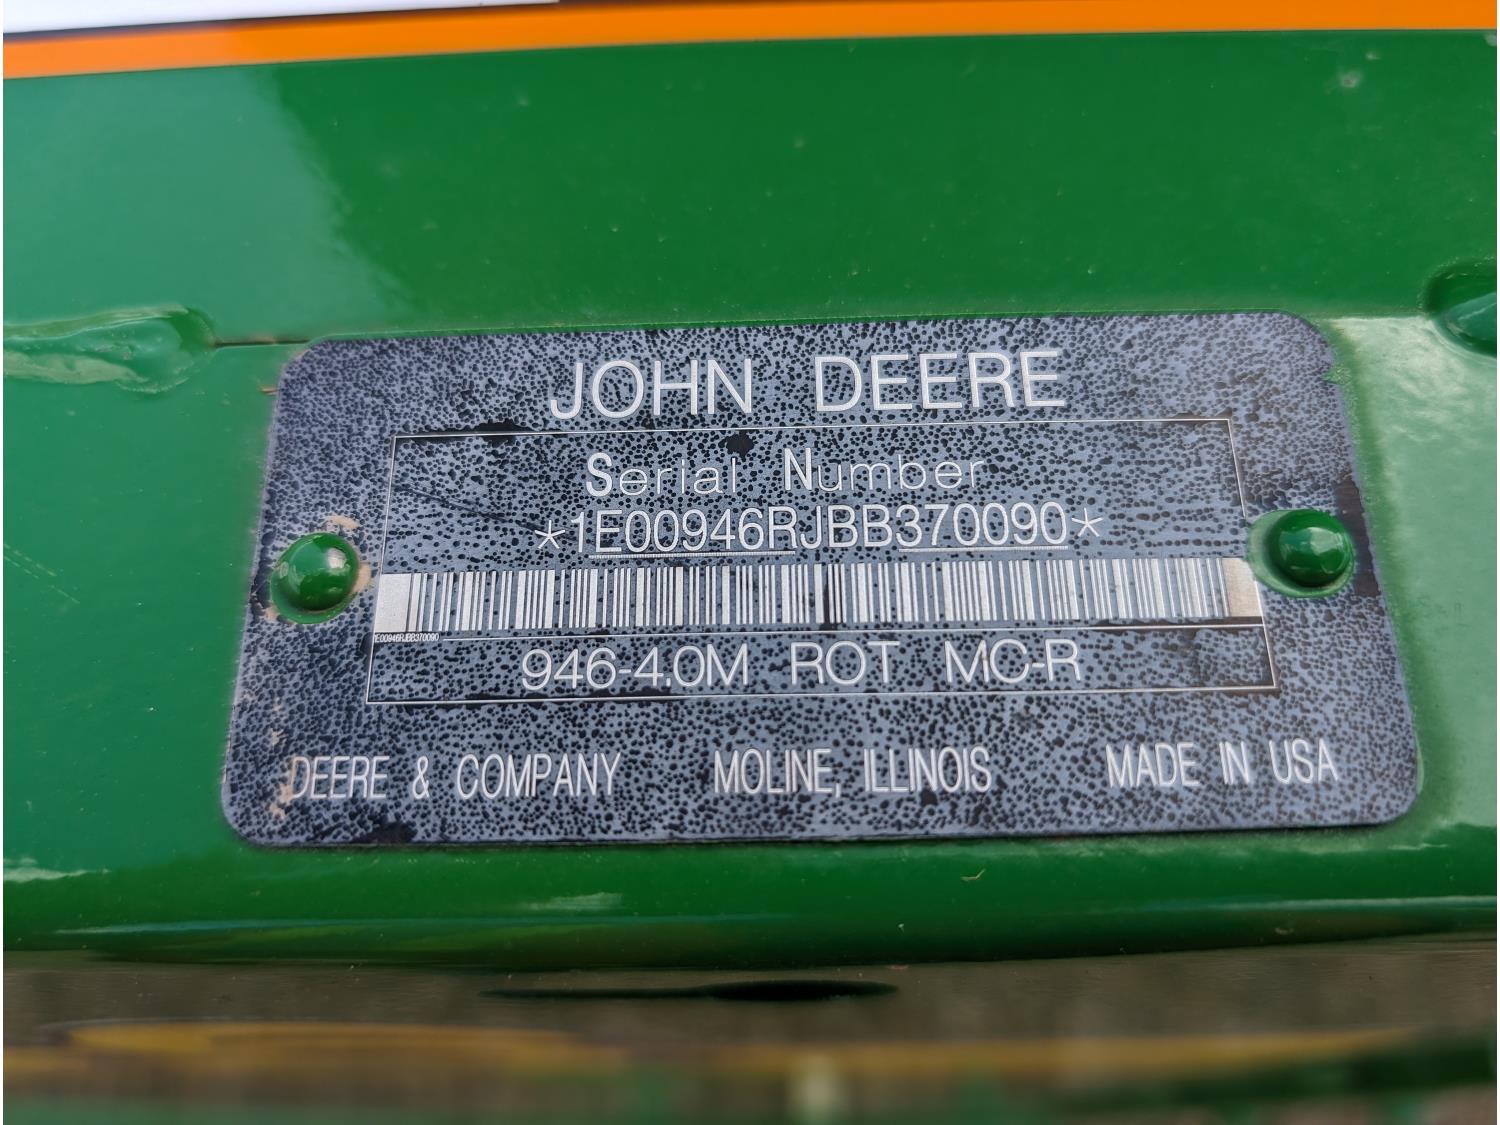 JOHN DEERE
Serial Number
*1E00946RJBB370090*
1E00946RJBB370090
946-4.0M ROT MC-R
DEERE & COMPANY MOLINE, ILLINOIS MADE IN USA